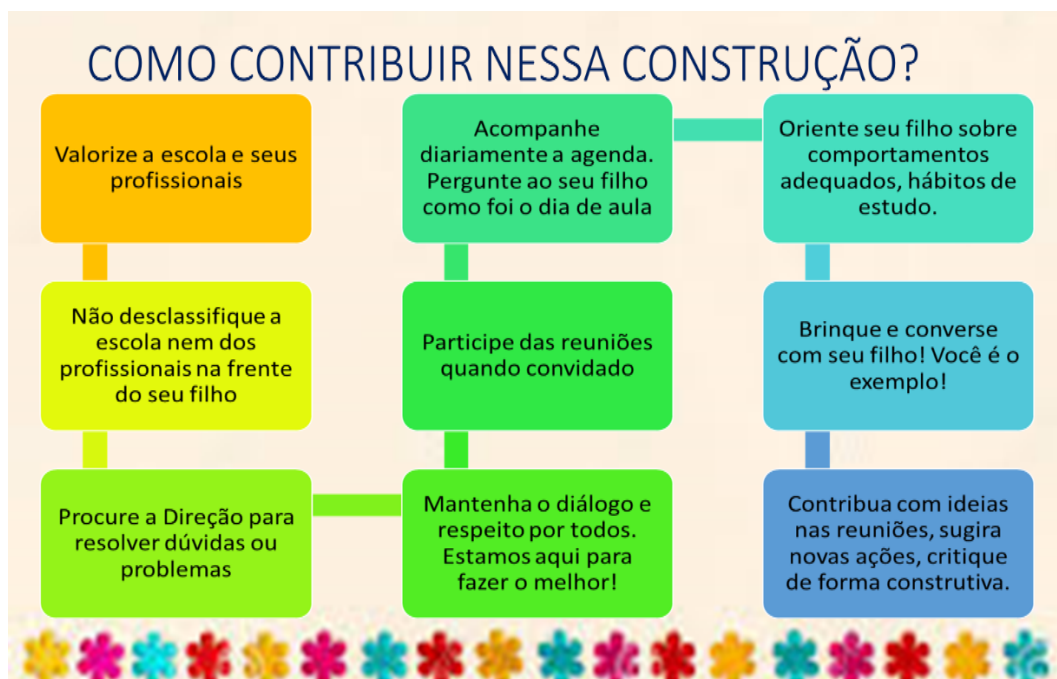 COMO CONTRIBUIR NESSA CONSTRUÇÃO?
Valorize a escola e seus
profissionais
Não desclassifique a
escola nem dos
profissionais na frente
do seu filho
Procure a Direção para
resolver dúvidas ou
problemas
Mantenha o diálogo e
respeito por todos.
Estamos aqui para
fazer o melhor!
Participe das reuniões
quando convidado
Acompanhe
diariamente a agenda.
Pergunte ao seu filho
como foi o dia de aula
Oriente seu filho sobre
comportamentos
adequados, hábitos de
estudo.
Brinque e converse
com seu filho! Você é o
exemplo!
Contribua com ideias
nas reuniões, sugira
novas ações, critique
de forma construtiva.